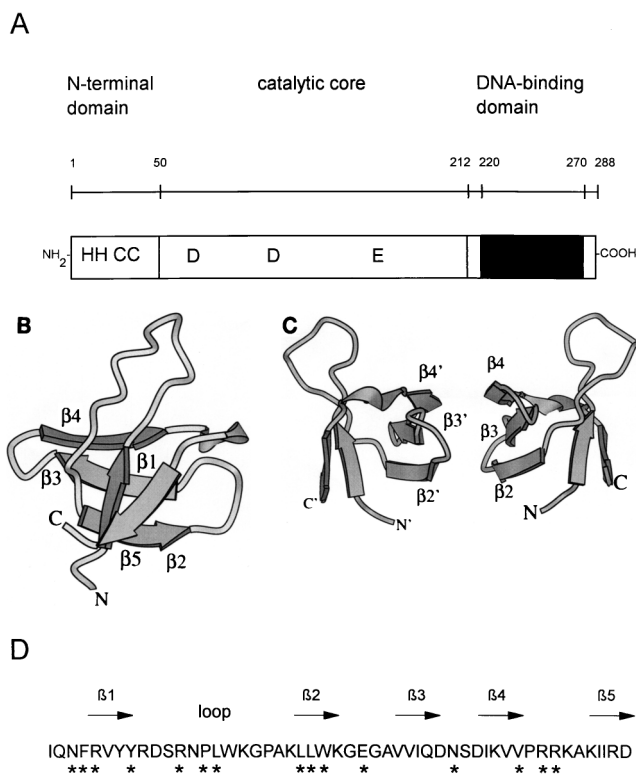 A
N-terminal domain
catalytic core
DNA-binding domain
1 50 212 220 270 288
NH2 HH CC D D E COOH
B
β4
β3
β1
C
β5
β2
N
C
β4'
β3'
β2'
C'
N'
β4
β3
β2
N
C
D
ß1 loop ß2 ß3 ß4 ß5
IQNFRVYYRDSRNPLWKGPAKLLWKGEGAVVIQDNSDIKVVPRRKAKIIRD
*** * * ** *** * * * **